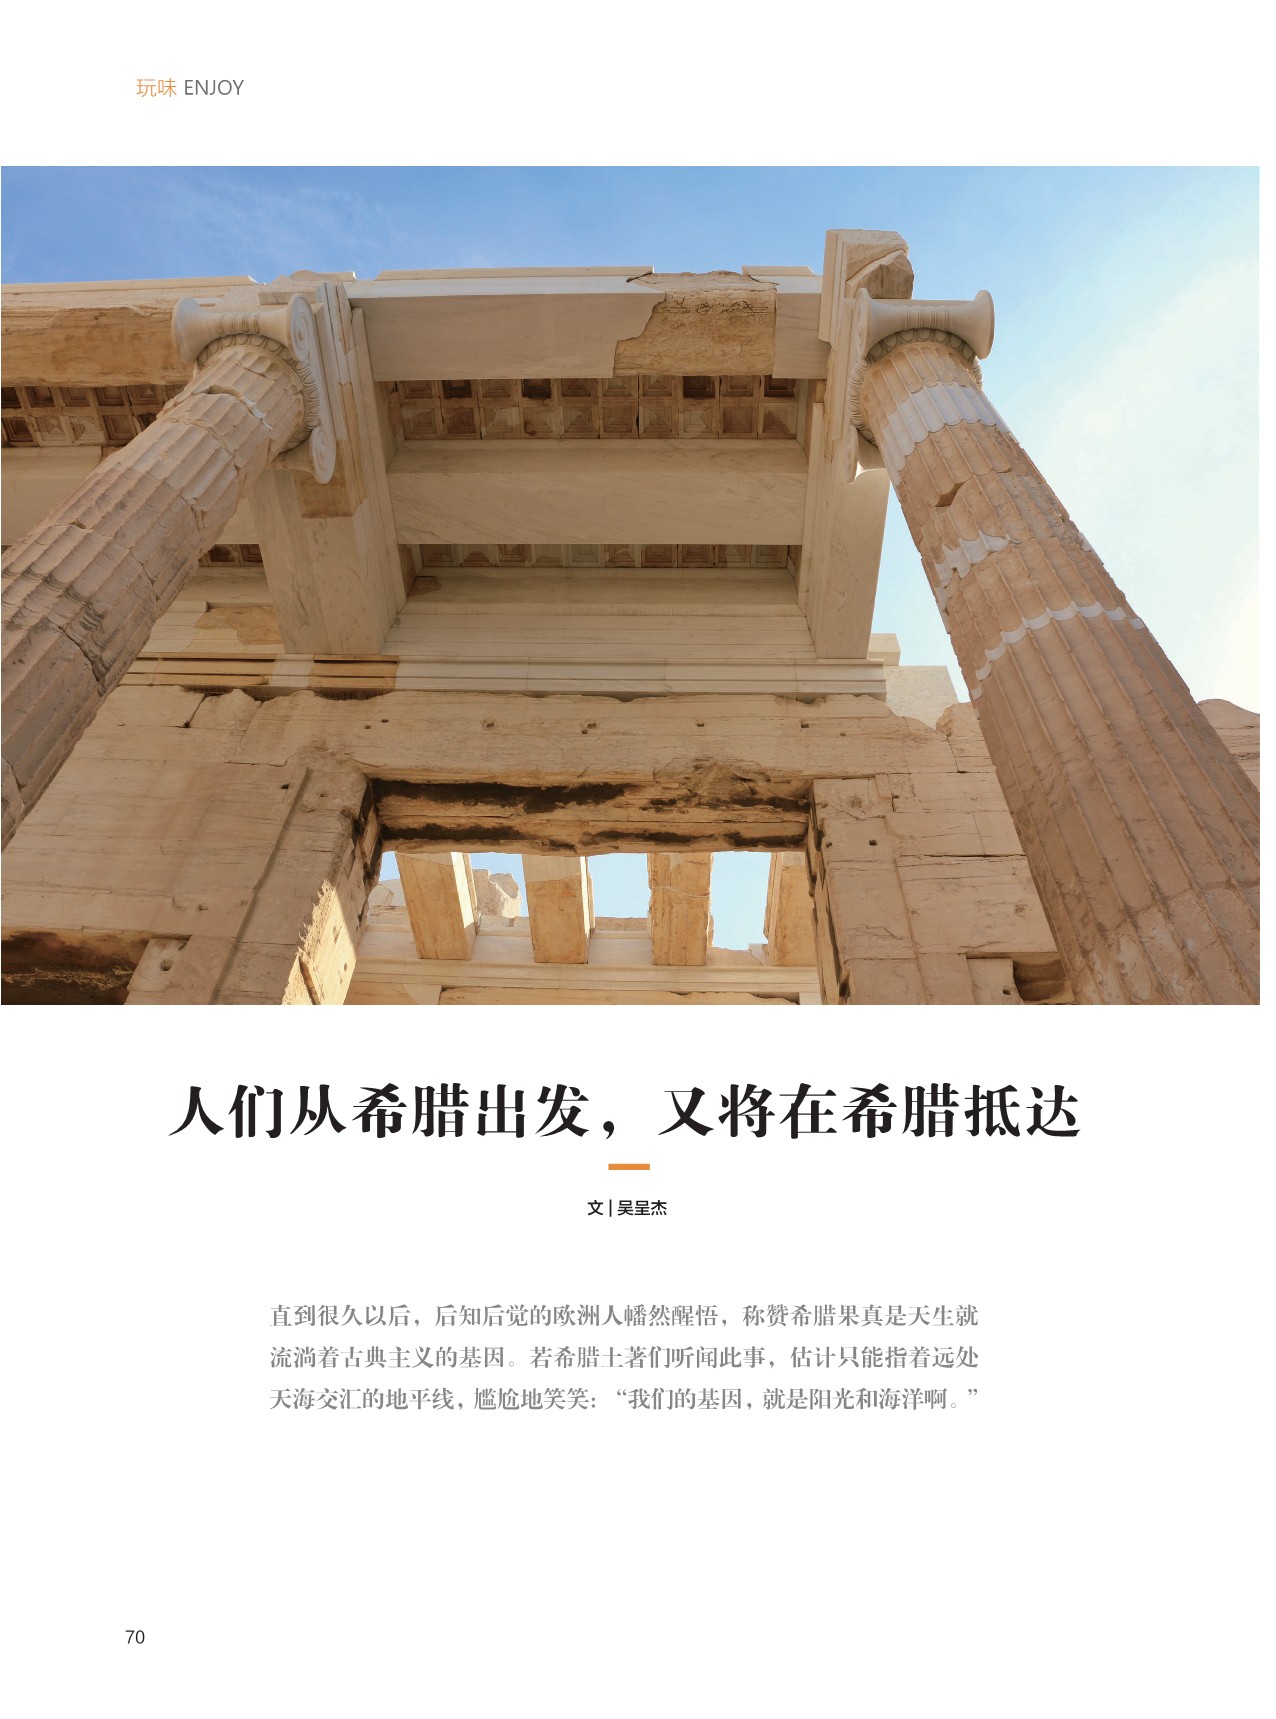 玩味 ENJOY
人们从希腊出发，又将在希腊抵达
文 | 吴呈杰
直到很久以后，后知后觉的欧洲人幡然醒悟，称赞希腊果真是天生就
流淌着古典主义的基因。若希腊土著们听闻此事，估计只能指着远处
天海交汇的地平线，尴尬地笑笑：“我们的基因，就是阳光和海洋啊。”
70